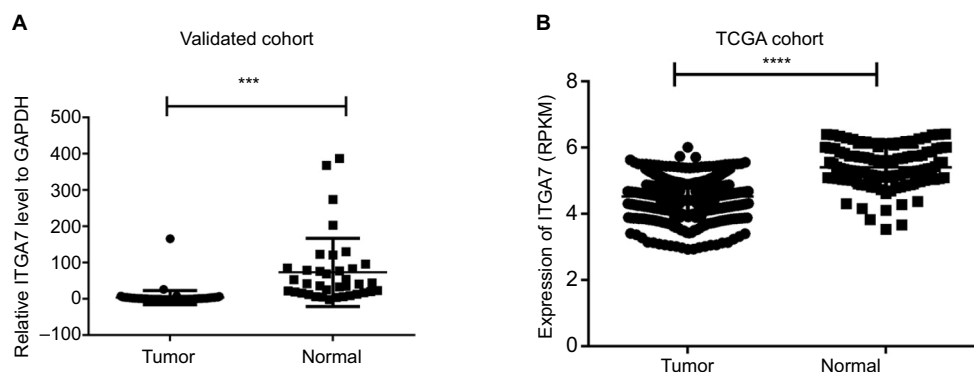 A
Validated cohort
***
Relative ITGA7 level to GAPDH
500
400
300
200
100
0
–100
Tumor
Normal
B
TCGA cohort
****
Expression of ITGA7 (RPKM)
8
6
4
2
0
Tumor
Normal